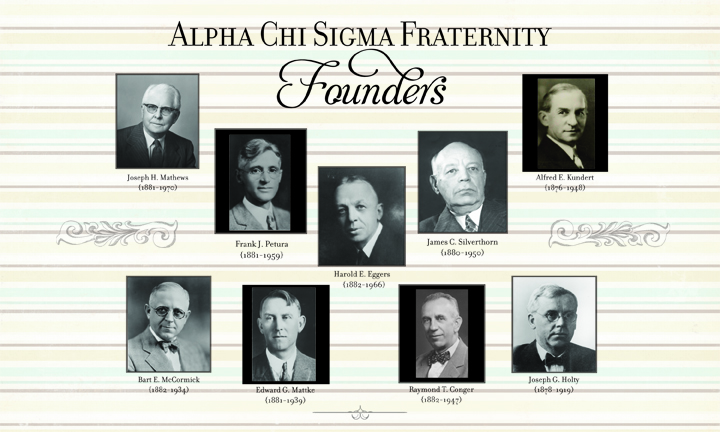 Alpha Chi Sigma Fraternity
Founders
Joseph H. Mathews
(1881-1970)
Alfred E. Kundert
(1876-1948)
Frank J. Petura
(1881-1959)
James C. Silverthorn
(1880-1950)
Harold E. Eggers
(1882-1966)
Bart E. McCormick
(1882-1934)
Edward G. Mattke
(1881-1939)
Raymond T. Conger
(1882-1947)
Joseph G. Holty
(1878-1919)